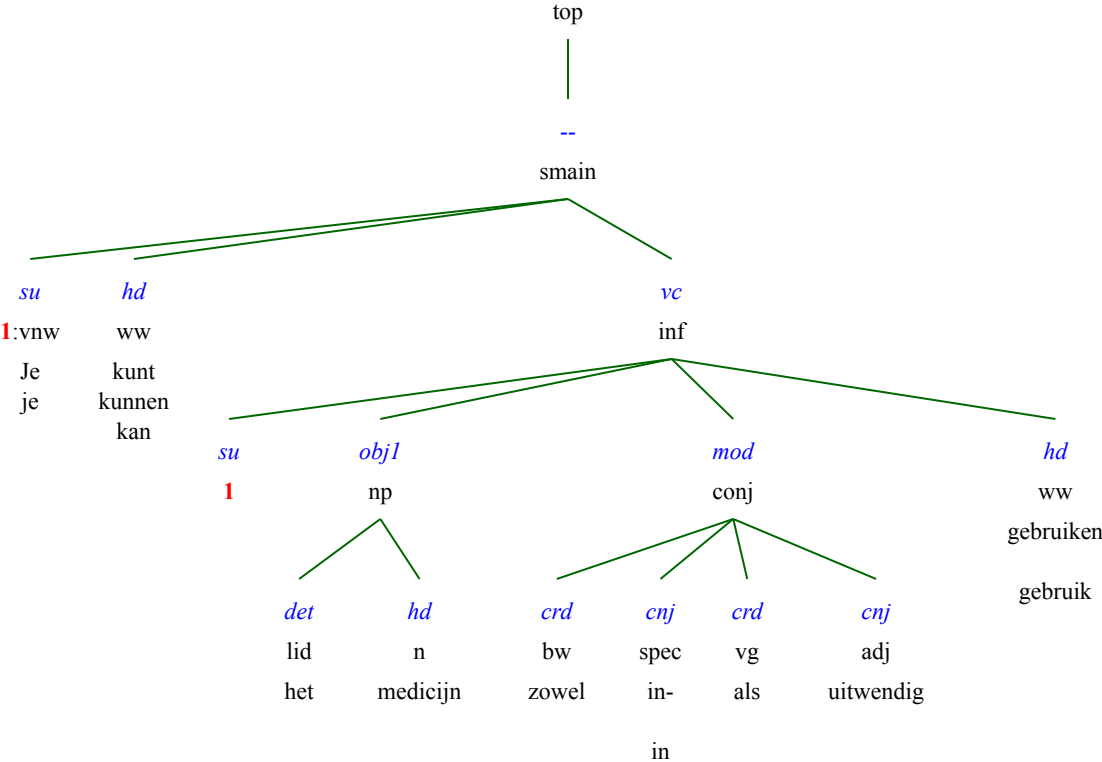 top
--
smain
su hd vc
1:vnw ww inf
Je kunt
je kunnen
kan
su obj1 mod hd
1 np conj ww
gebruiken
gebruik
det hd crd cnj crd cnj
lid n bw spec vg adj
het medicijn zowel in- als uitwendig
in